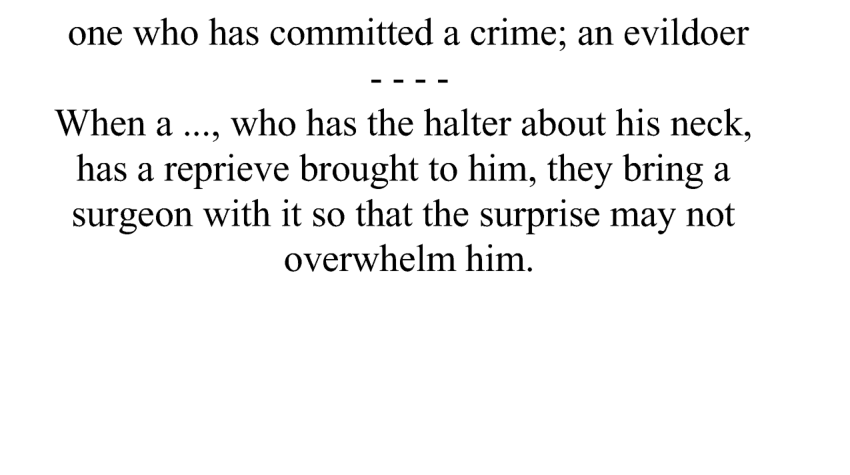 one who has committed a crime; an evildoer
- - - -
When a ..., who has the halter about his neck,
has a reprieve brought to him, they bring a
surgeon with it so that the surprise may not
overwhelm him.